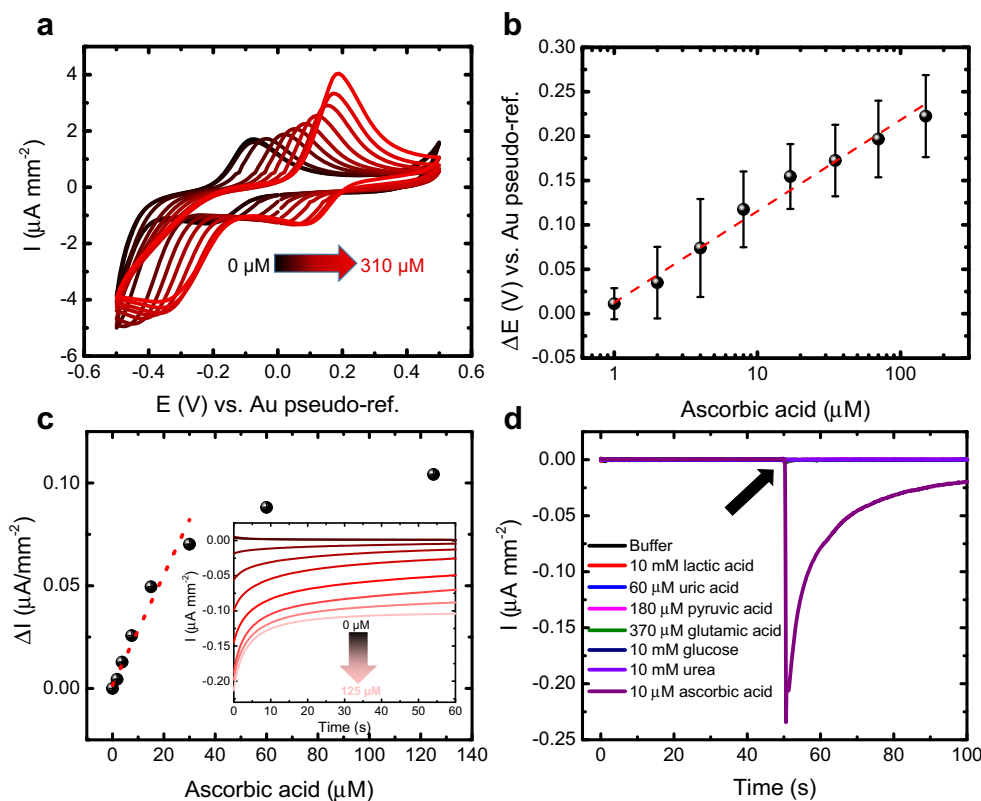 a
4
2
0
-2
-4
-6
I (µA mm⁻²)
0 µM
310 µM
-0.6 -0.4 -0.2 0.0 0.2 0.4 0.6
E (V) vs. Au pseudo-ref.
b
0.30
0.25
0.20
0.15
0.10
0.05
0.00
-0.05
ΔE (V) vs. Au pseudo-ref.
1 10 100
Ascorbic acid (µM)
c
0.10
0.05
0.00
ΔI (µA/mm⁻²)
0 20 40 60 80 100 120 140
Ascorbic acid (µM)
0.00
-0.05
-0.10
-0.15
-0.20
I (µA mm⁻²)
0 µM
125 µM
0 10 20 30 40 50 60
Time (s)
d
0.00
-0.05
-0.10
-0.15
-0.20
-0.25
I (µA mm⁻²)
Buffer
10 mM lactic acid
60 µM uric acid
180 µM pyruvic acid
370 µM glutamic acid
10 mM glucose
10 mM urea
10 µM ascorbic acid
0 20 40 60 80 100
Time (s)